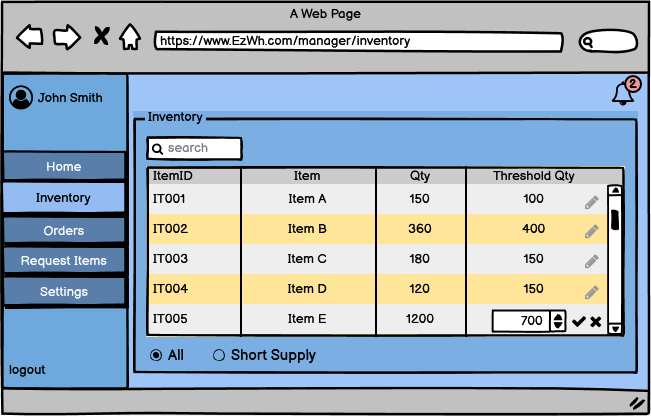 A Web Page
https://www.EzWh.com/manager/inventory
2
John Smith
Inventory
search
Home
Inventory
Orders
Request Items
Settings
logout
ItemID Item Qty Threshold Qty
IT001 Item A 150 100
IT002 Item B 360 400
IT003 Item C 180 150
IT004 Item D 120 150
IT005 Item E 1200 700
All Short Supply